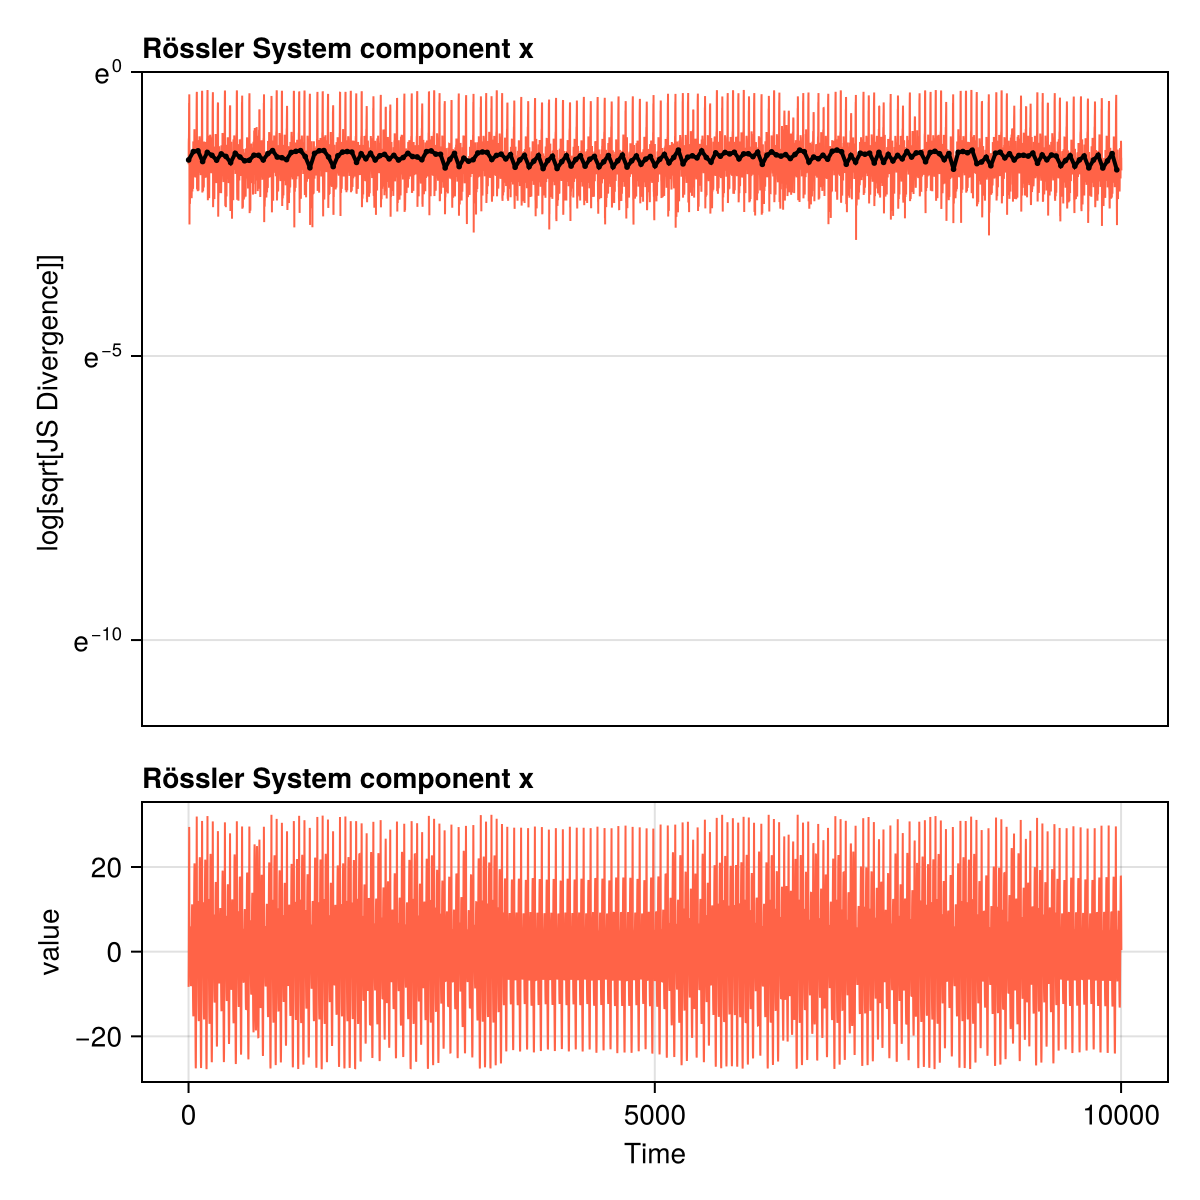 Rössler System component x
e⁰
e⁻⁵
e⁻¹⁰
log[sqrt[JS Divergence]]
Rössler System component x
20
0
−20
value
0 5000 10000
Time